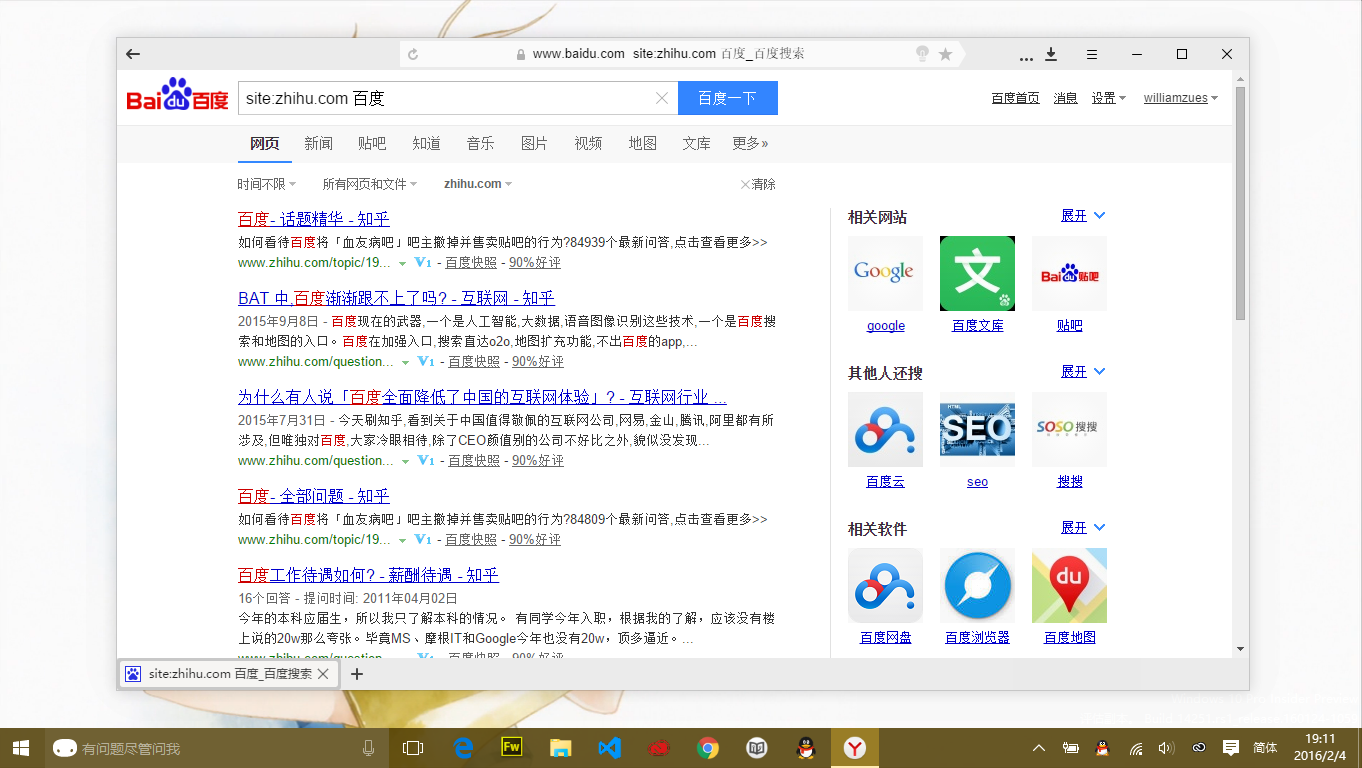 www.baidu.com site:zhihu.com 百度_百度搜索
Bai du 百度
site:zhihu.com 百度
百度一下
百度首页 消息 设置 williamzues
网页 新闻 贴吧 知道 音乐 图片 视频 地图 文库 更多»
时间不限 所有网页和文件 zhihu.com 清除
百度- 话题精华 - 知乎
如何看待百度将「血友病吧」吧主撤掉并售卖贴吧的行为?84939个最新问答,点击查看更多>>
www.zhihu.com/topic/19... V1 - 百度快照 - 90%好评
BAT 中,百度渐渐跟不上了吗? - 互联网 - 知乎
2015年9月8日 - 百度现在的武器,一个是人工智能,大数据,语音图像识别这些技术,一个是百度搜
索和地图的入口。百度在加强入口,搜索直达o2o,地图扩充功能,不出百度的app,...
www.zhihu.com/question... V1 - 百度快照 - 90%好评
为什么有人说「百度全面降低了中国的互联网体验」? - 互联网行业 ...
2015年7月31日 - 今天刷知乎,看到关于中国值得敬佩的互联网公司,网易,金山,腾讯,阿里都有所
涉及,但唯独对百度,大家冷眼相待,除了CEO颜值别的公司不好比之外,貌似没发现...
www.zhihu.com/question... V1 - 百度快照 - 90%好评
百度- 全部问题 - 知乎
如何看待百度将「血友病吧」吧主撤掉并售卖贴吧的行为?84809个最新问答,点击查看更多>>
www.zhihu.com/topic/19... V1 - 百度快照 - 90%好评
百度工作待遇如何? - 薪酬待遇 - 知乎
16个回答 - 提问时间: 2011年04月02日
今年的本科应届生，所以我只了解本科的情况。 有同学今年入职，根据我的了解，应该没有楼
上说的20w那么夸张。毕竟MS、摩根IT和Google今年也没有20w，顶多逼近。...
www.zhihu.com/question... V1 - 百度快照 - 90%好评
相关网站 展开
Google 文 Bai du 贴吧
google 百度文库 贴吧
其他人还搜 展开
HTML SEO SOSO 搜搜
百度云 seo 搜搜
相关软件 展开
du
百度网盘 百度浏览器 百度地图
site:zhihu.com 百度_百度搜索
有问题尽管问我
Fw
简体
19:11
2016/2/4